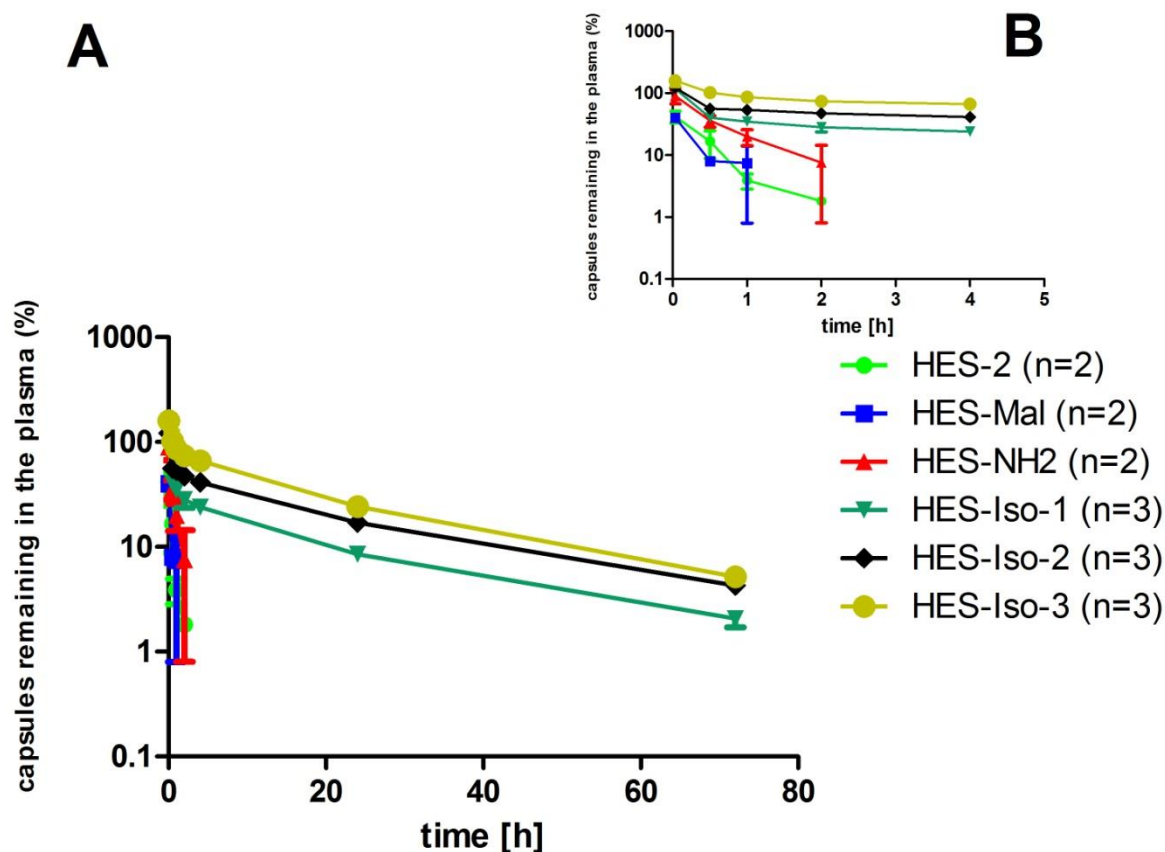 A
B
capsules remaining in the plasma (%)
1000
100
10
1
0.1
0 1 2 3 4 5
time [h]
capsules remaining in the plasma (%)
1000
100
10
1
0.1
0 20 40 60 80
time [h]
HES-2 (n=2)
HES-Mal (n=2)
HES-NH2 (n=2)
HES-Iso-1 (n=3)
HES-Iso-2 (n=3)
HES-Iso-3 (n=3)